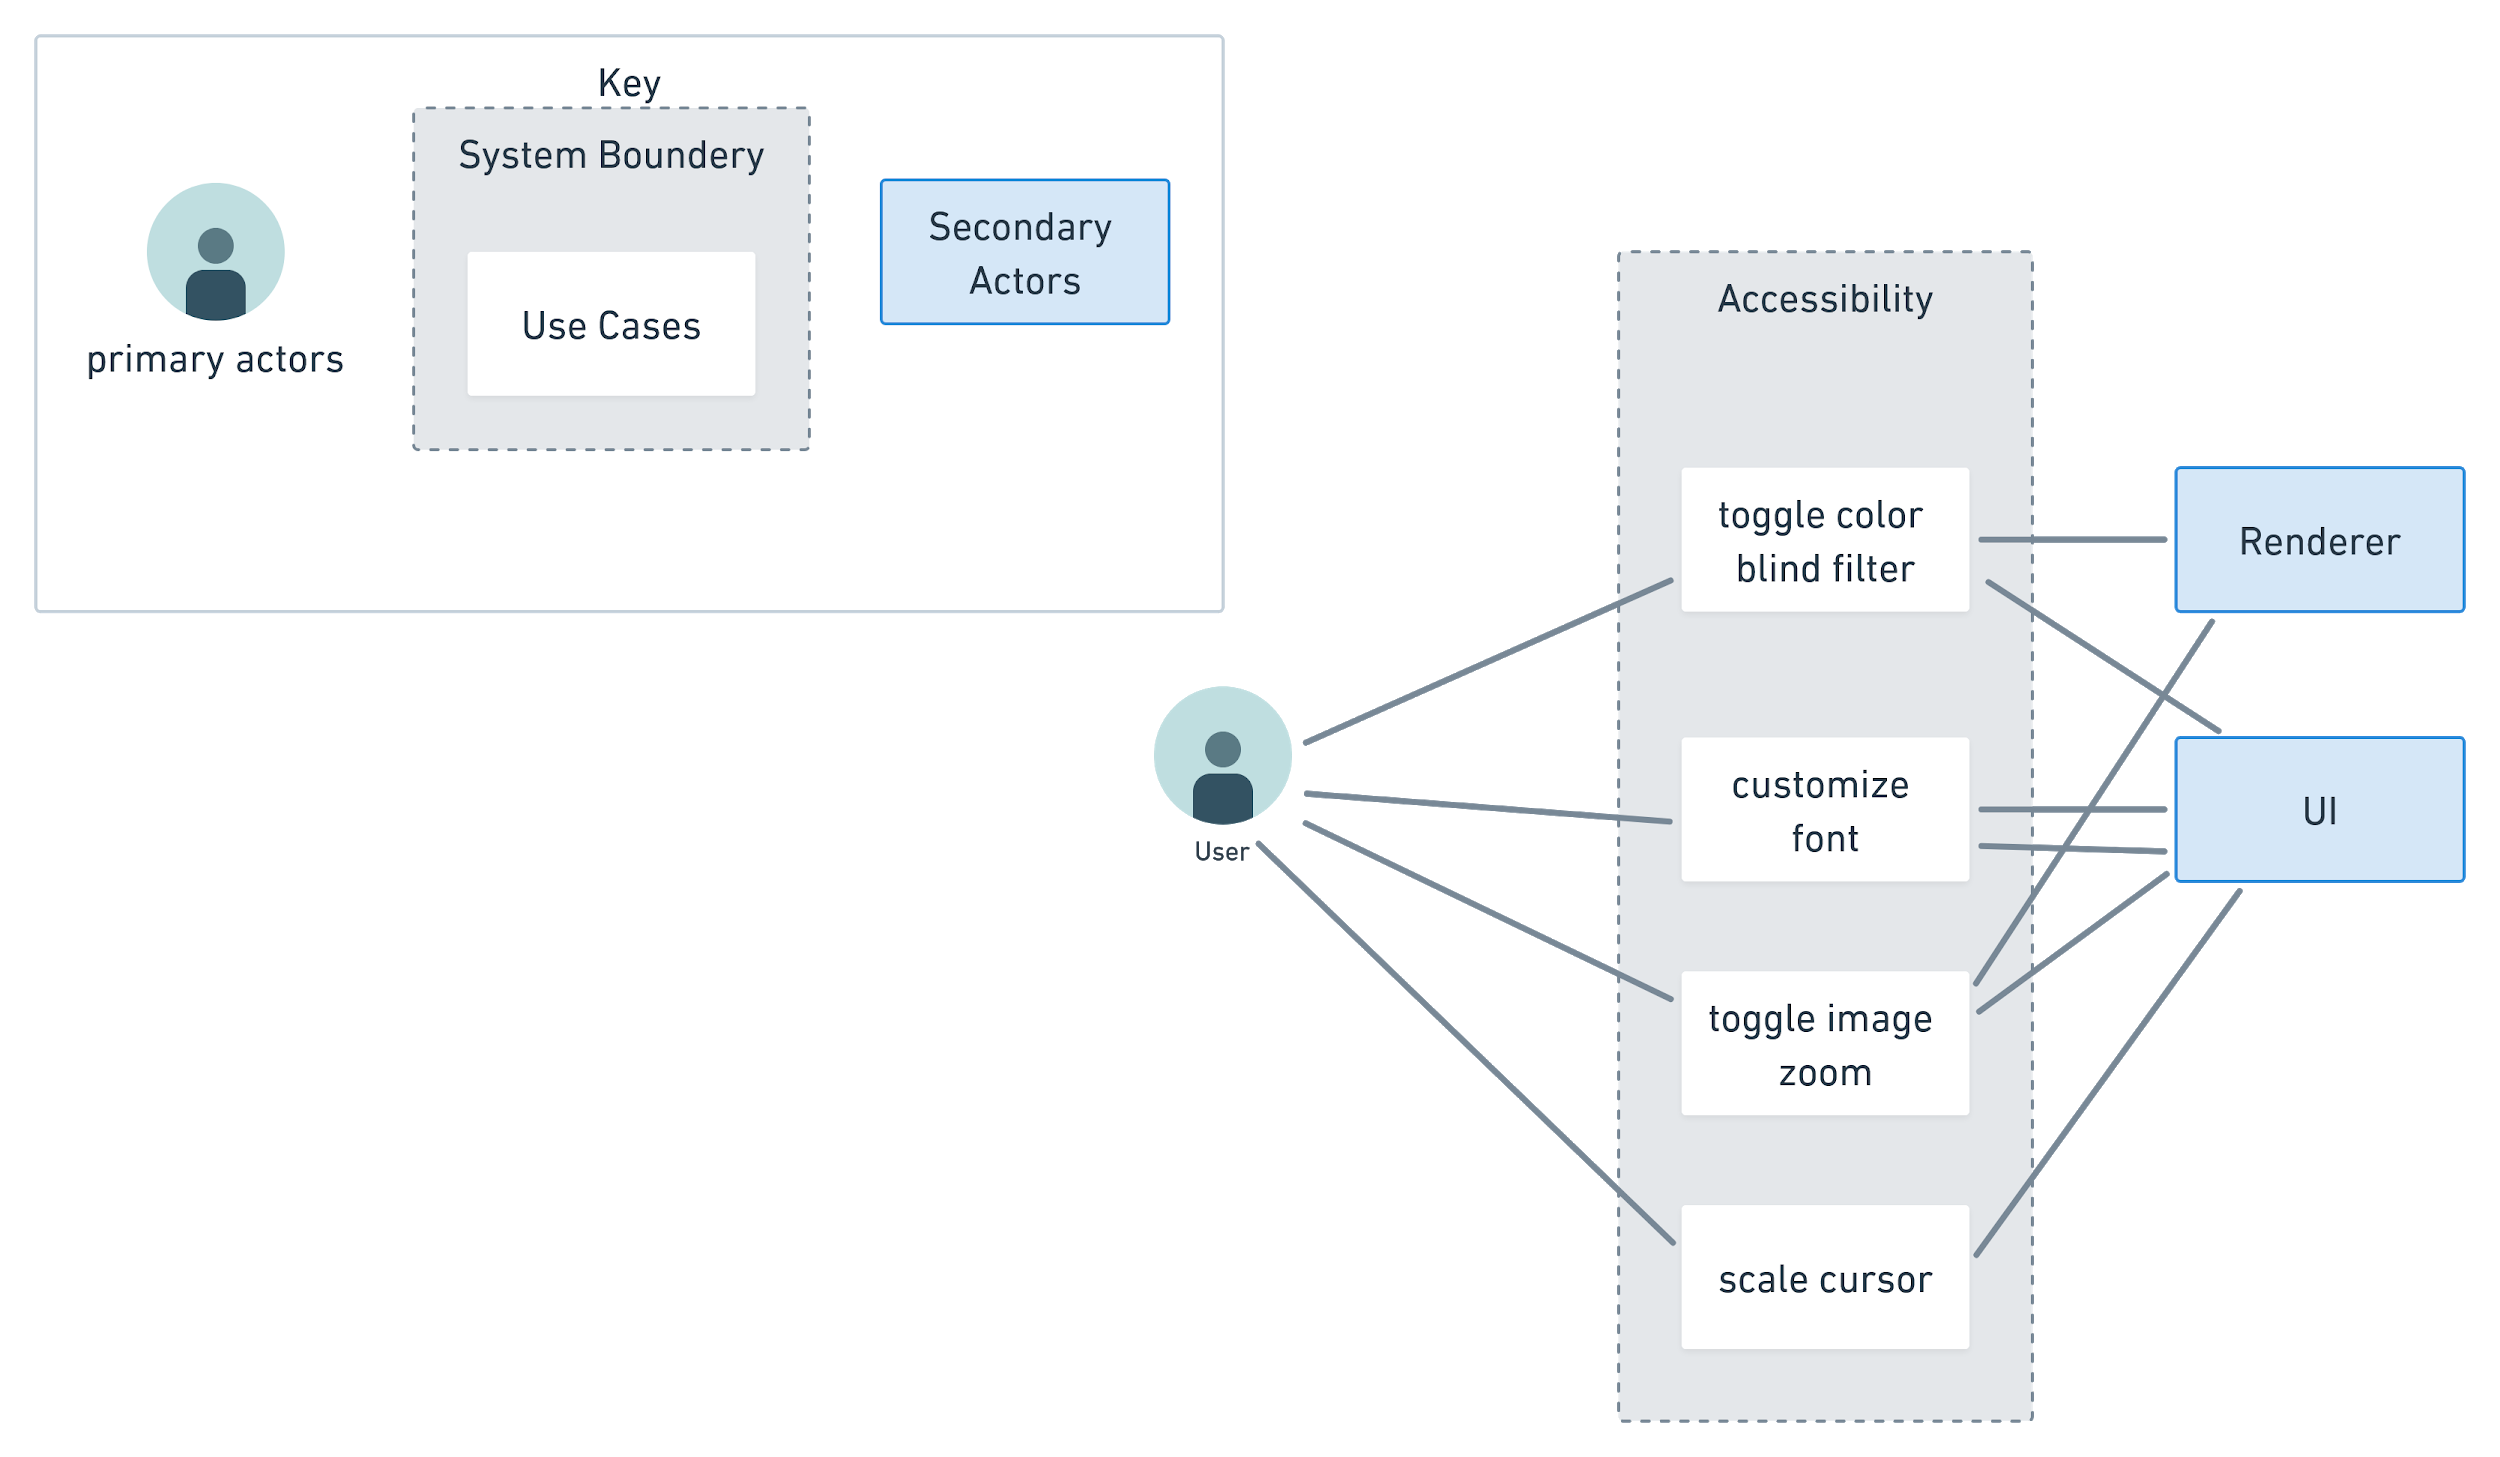 Key
System Boundery
Use Cases
primary actors
Secondary
Actors
Accessibility
toggle color
blind filter
customize
font
toggle image
zoom
scale cursor
User
Renderer
UI